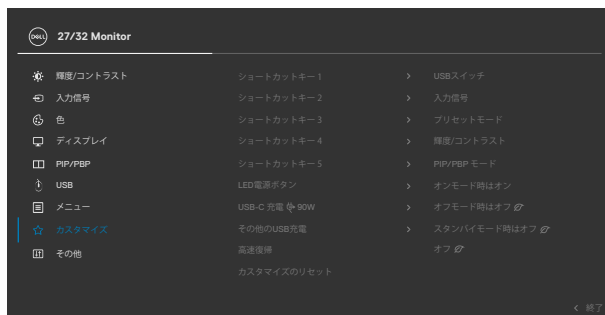 DELL 27/32 Monitor
輝度/コントラスト ショートカットキー 1 > USBスイッチ
入力信号 ショートカットキー 2 > 入力信号
色 ショートカットキー 3 > プリセットモード
ディスプレイ ショートカットキー 4 > 輝度/コントラスト
PIP/PBP ショートカットキー 5 > PIP/PBP モード
USB LED電源ボタン > オンモード時はオン
メニュー USB-C 充電 90W > オフモード時はオフ
カスタマイズ その他のUSB充電 > スタンバイモード時はオフ
その他 高速復帰 オフ
カスタマイズのリセット
< 終了